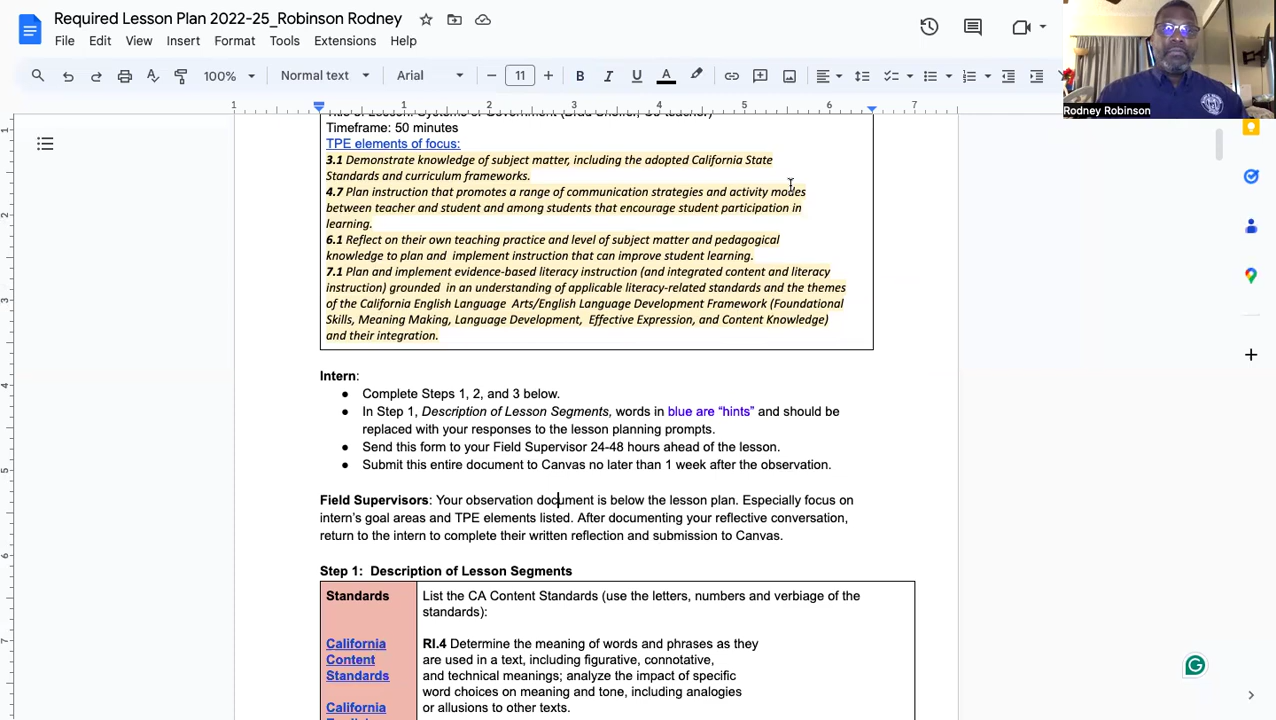 Required Lesson Plan 2022-25_Robinson Rodney
File Edit View Insert Format Tools Extensions Help
100% Normal text Arial 11 B I U A
Rodney Robinson
1 1 2 3 4 5 6 7
Timeframe: 50 minutes
TPE elements of focus:
3.1 Demonstrate knowledge of subject matter, including the adopted California State
Standards and curriculum frameworks.
4.7 Plan instruction that promotes a range of communication strategies and activity modes
between teacher and student and among students that encourage student participation in
learning.
6.1 Reflect on their own teaching practice and level of subject matter and pedagogical
knowledge to plan and implement instruction that can improve student learning.
7.1 Plan and implement evidence-based literacy instruction (and integrated content and literacy
instruction) grounded in an understanding of applicable literacy-related standards and the themes
of the California English Language Arts/English Language Development Framework (Foundational
Skills, Meaning Making, Language Development, Effective Expression, and Content Knowledge)
and their integration.
Intern:
● Complete Steps 1, 2, and 3 below.
● In Step 1, Description of Lesson Segments, words in blue are “hints” and should be
replaced with your responses to the lesson planning prompts.
● Send this form to your Field Supervisor 24-48 hours ahead of the lesson.
● Submit this entire document to Canvas no later than 1 week after the observation.
Field Supervisors: Your observation document is below the lesson plan. Especially focus on
intern’s goal areas and TPE elements listed. After documenting your reflective conversation,
return to the intern to complete their written reflection and submission to Canvas.
Step 1: Description of Lesson Segments
Standards
California
Content
Standards
California
List the CA Content Standards (use the letters, numbers and verbiage of the
standards):
RI.4 Determine the meaning of words and phrases as they
are used in a text, including figurative, connotative,
and technical meanings; analyze the impact of specific
word choices on meaning and tone, including analogies
or allusions to other texts.